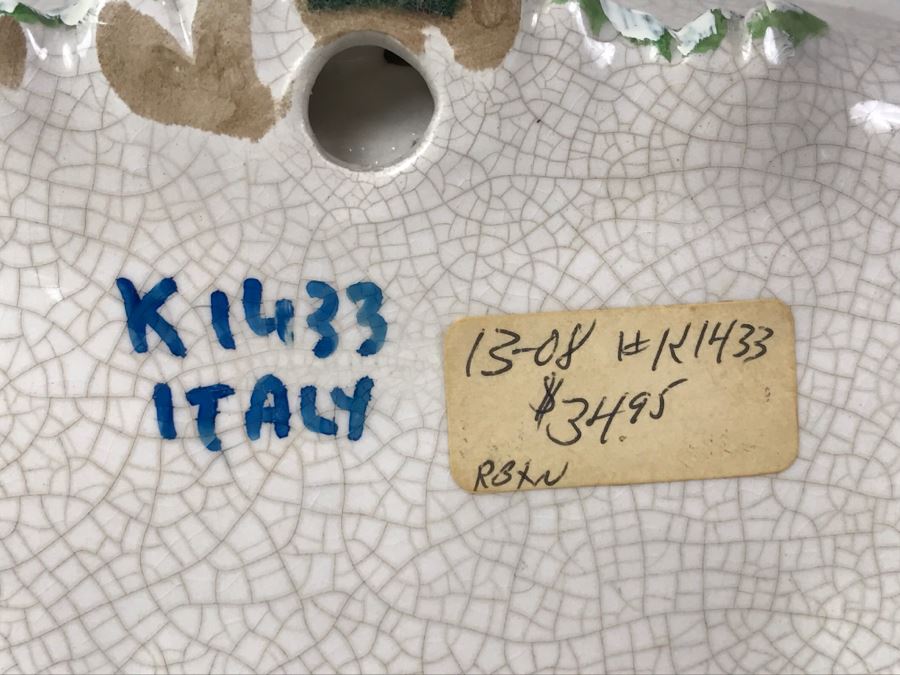 K1433
ITALY
13-08 #K1433
$34.95
RBXN